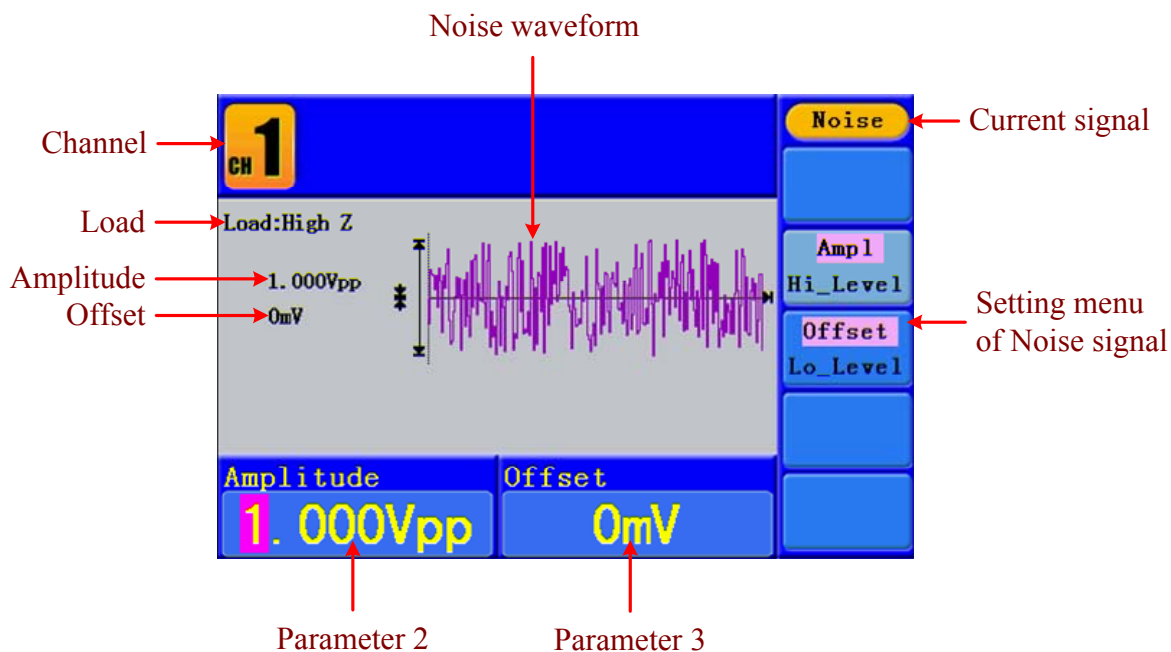 Noise waveform
Channel
CH 1
Noise
Current signal
Load
Load:High Z
Amplitude
1.000Vpp
Offset
0mV
Ampl
Hi_Level
Offset
Lo_Level
Setting menu
of Noise signal
Amplitude
Offset
1.000Vpp
0mV
Parameter 2
Parameter 3